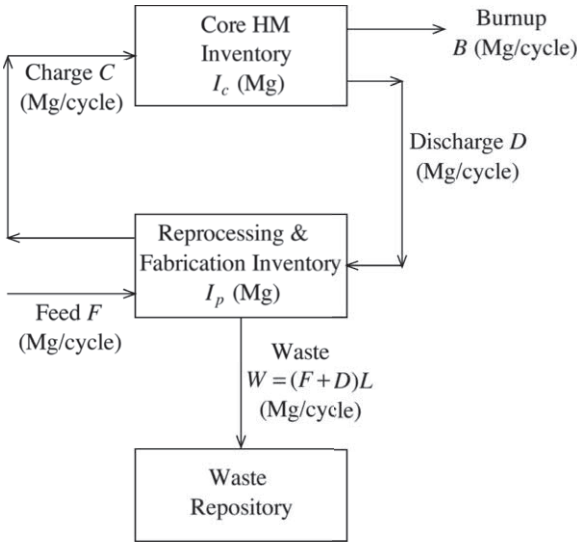 Core HM
Inventory
I_c (Mg)
Burnup
B (Mg/cycle)
Charge C
(Mg/cycle)
Discharge D
(Mg/cycle)
Reprocessing &
Fabrication Inventory
I_p (Mg)
Feed F
(Mg/cycle)
Waste
W = (F + D)L
(Mg/cycle)
Waste
Repository